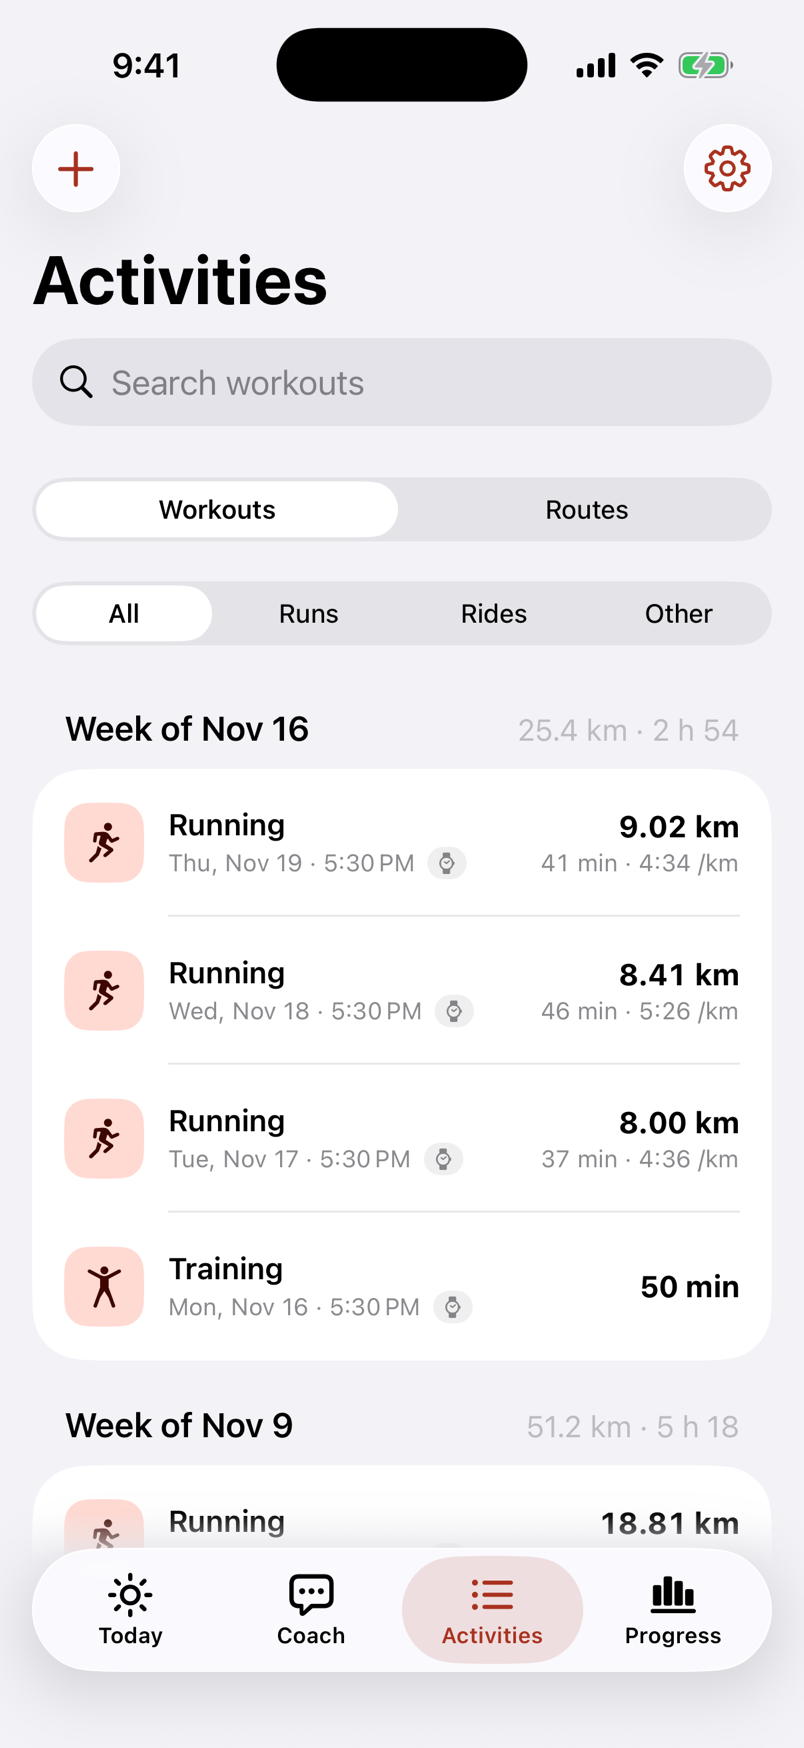 9:41
Activities
Search workouts
Workouts
Routes
All
Runs
Rides
Other
Week of Nov 16
25.4 km · 2 h 54
Running
9.02 km
Thu, Nov 19 · 5:30 PM
41 min · 4:34 /km
Running
8.41 km
Wed, Nov 18 · 5:30 PM
46 min · 5:26 /km
Running
8.00 km
Tue, Nov 17 · 5:30 PM
37 min · 4:36 /km
Training
50 min
Mon, Nov 16 · 5:30 PM
Week of Nov 9
51.2 km · 5 h 18
Running
18.81 km
Today
Coach
Activities
Progress